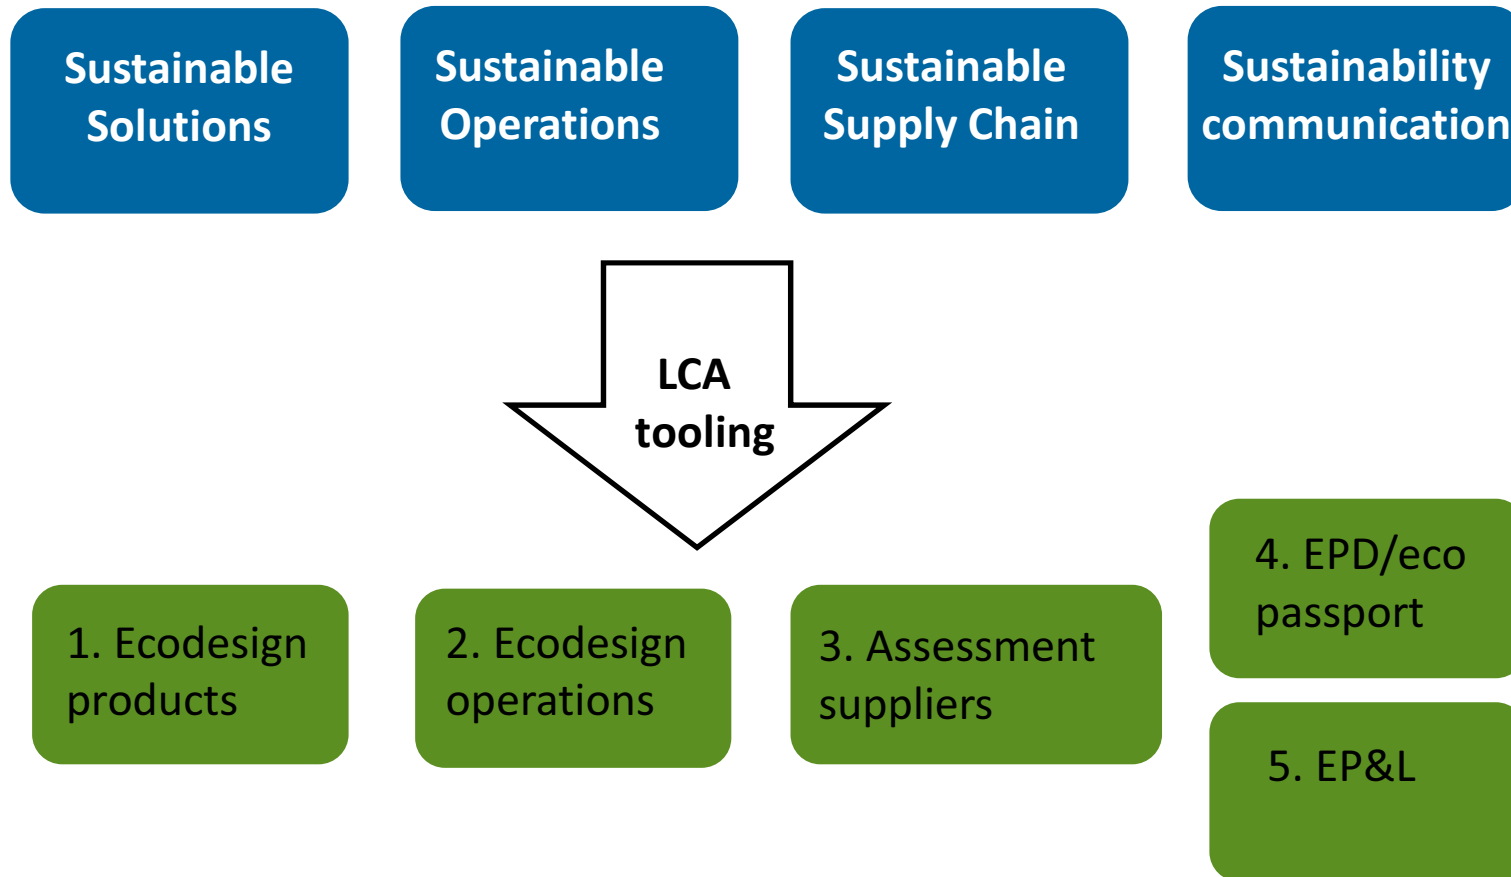 Sustainable
Solutions
Sustainable
Operations
Sustainable
Supply Chain
Sustainability
communication
LCA
tooling
1. Ecodesign
products
2. Ecodesign
operations
3. Assessment
suppliers
4. EPD/eco
passport
5. EP&L